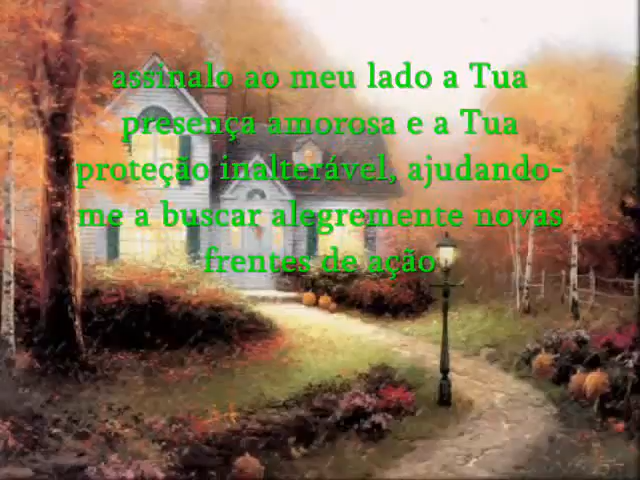 assinalo ao meu lado a Tua
presença amorosa e a Tua
proteção inalterável, ajudando-
me a buscar alegremente novas
frentes de ação